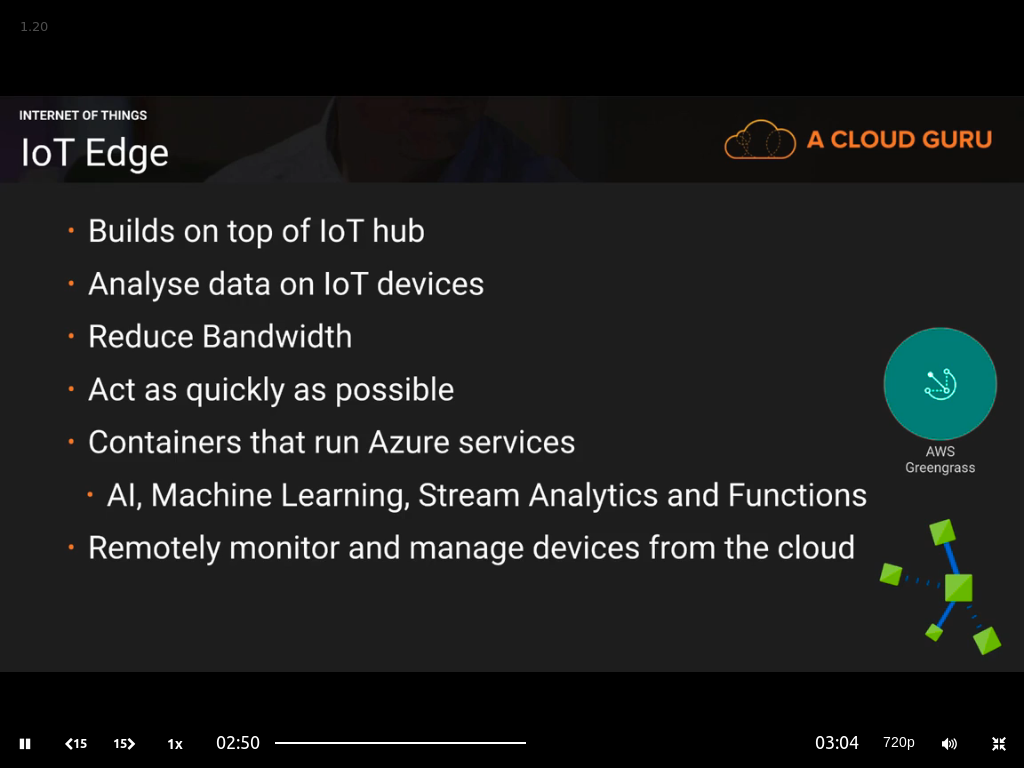 1.20
INTERNET OF THINGS
IoT Edge
A CLOUD GURU
• Builds on top of IoT hub
• Analyse data on IoT devices
• Reduce Bandwidth
• Act as quickly as possible
• Containers that run Azure services
• AI, Machine Learning, Stream Analytics and Functions
• Remotely monitor and manage devices from the cloud
AWS
Greengrass
15 15 1x 02:50 03:04 720p